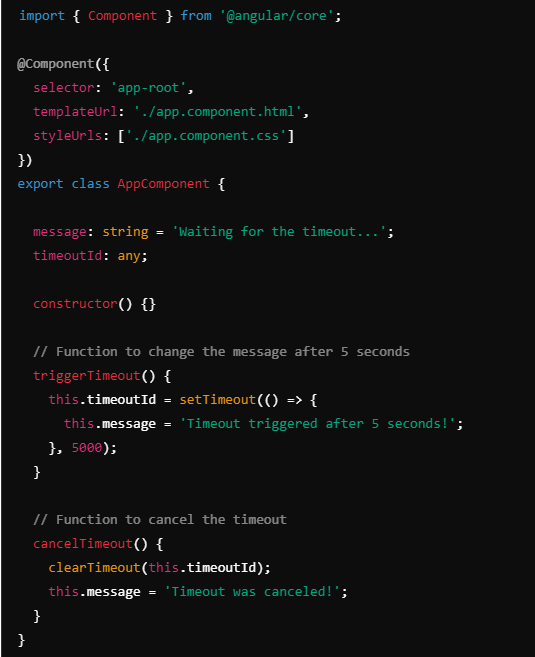 import { Component } from '@angular/core';

@Component({
  selector: 'app-root',
  templateUrl: './app.component.html',
  styleUrls: ['./app.component.css']
})
export class AppComponent {

  message: string = 'Waiting for the timeout...';
  timeoutId: any;

  constructor() {}

  // Function to change the message after 5 seconds
  triggerTimeout() {
    this.timeoutId = setTimeout(() => {
      this.message = 'Timeout triggered after 5 seconds!';
    }, 5000);
  }

  // Function to cancel the timeout
  cancelTimeout() {
    clearTimeout(this.timeoutId);
    this.message = 'Timeout was canceled!';
  }
}